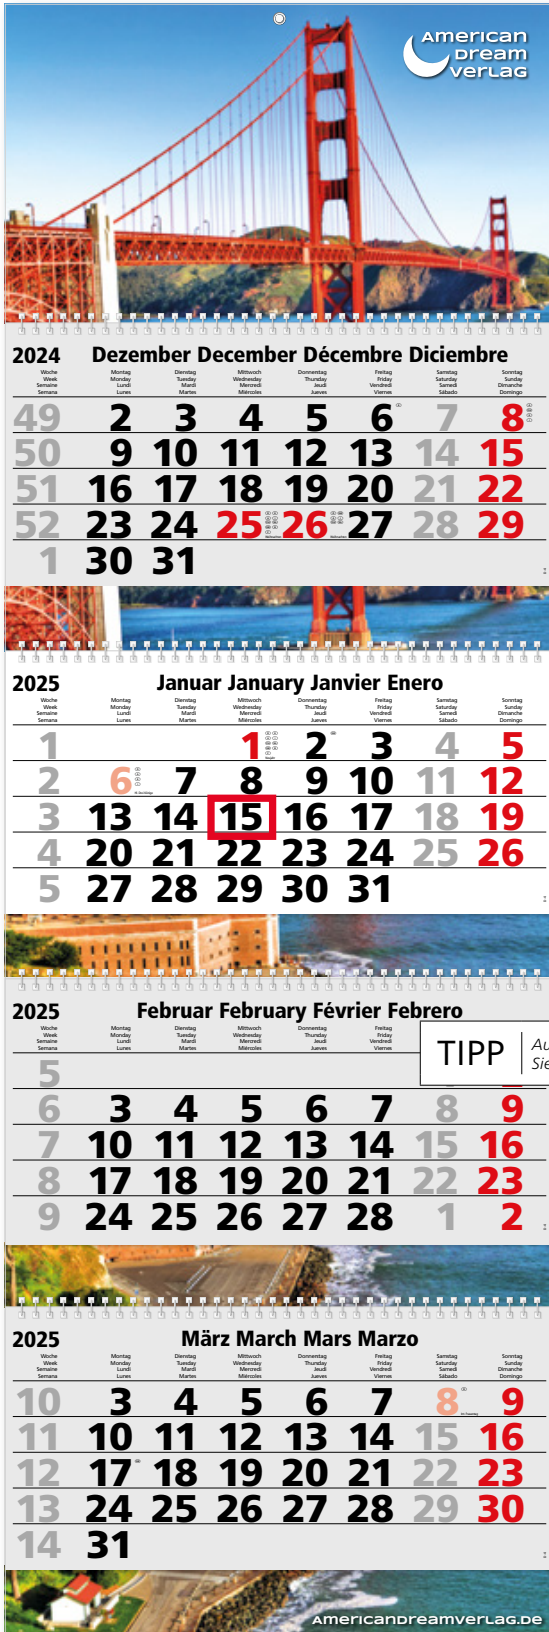 American
Dream
Verlag
2024 Dezember December Décembre Diciembre
Woche Montag Dienstag Mittwoch Donnerstag Freitag Samstag Sonntag
Week Monday Tuesday Wednesday Thursday Friday Saturday Sunday
Semaine Lundi Mardi Mercredi Jeudi Vendredi Samedi Dimanche
Semana Lunes Martes Miércoles Jueves Viernes Sábado Domingo
49 2 3 4 5 6 7 8
50 9 10 11 12 13 14 15
51 16 17 18 19 20 21 22
52 23 24 25 26 27 28 29
1 30 31
2025 Januar January Janvier Enero
Woche Montag Dienstag Mittwoch Donnerstag Freitag Samstag Sonntag
Week Monday Tuesday Wednesday Thursday Friday Saturday Sunday
Semaine Lundi Mardi Mercredi Jeudi Vendredi Samedi Dimanche
Semana Lunes Martes Miércoles Jueves Viernes Sábado Domingo
1 1 2 3 4 5
2 6 7 8 9 10 11 12
3 13 14 15 16 17 18 19
4 20 21 22 23 24 25 26
5 27 28 29 30 31
2025 Februar February Février Febrero
Woche Montag Dienstag Mittwoch Donnerstag Freitag
Week Monday Tuesday Wednesday Thursday Friday
Semaine Lundi Mardi Mercredi Jeudi Vendredi
Semana Lunes Martes Miércoles Jueves Viernes
TIPP
5
6 3 4 5 6 7 8 9
7 10 11 12 13 14 15 16
8 17 18 19 20 21 22 23
9 24 25 26 27 28 1 2
2025 März March Mars Marzo
Woche Montag Dienstag Mittwoch Donnerstag Freitag Samstag Sonntag
Week Monday Tuesday Wednesday Thursday Friday Saturday Sunday
Semaine Lundi Mardi Mercredi Jeudi Vendredi Samedi Dimanche
Semana Lunes Martes Miércoles Jueves Viernes Sábado Domingo
10 3 4 5 6 7 8 9
11 10 11 12 13 14 15 16
12 17 18 19 20 21 22 23
13 24 25 26 27 28 29 30
14 31
americandreamverlag.de